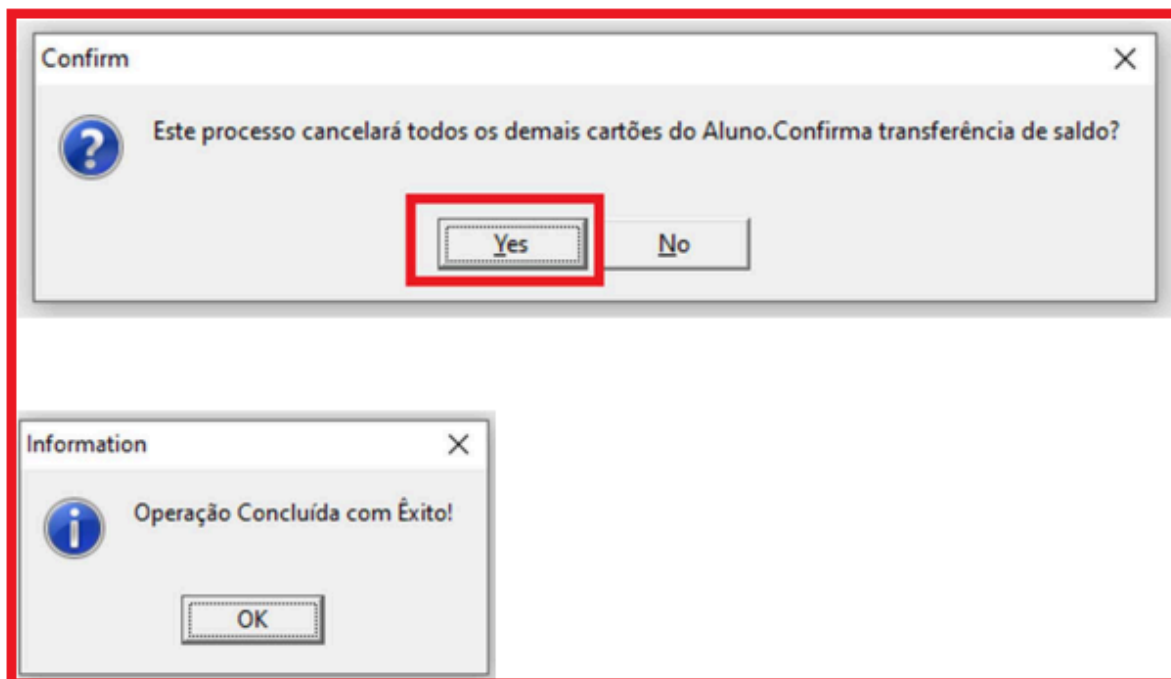 Confirm
Este processo cancelará todos os demais cartões do Aluno.Confirma transferência de saldo?
Yes No
Information
Operação Concluída com Êxito!
OK